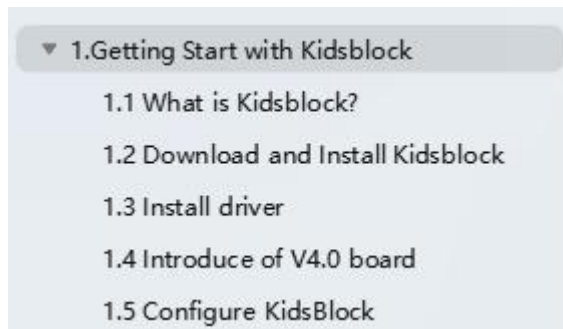 1.Getting Start with Kidsblock
1.1 What is Kidsblock?
1.2 Download and Install Kidsblock
1.3 Install driver
1.4 Introduce of V4.0 board
1.5 Configure KidsBlock